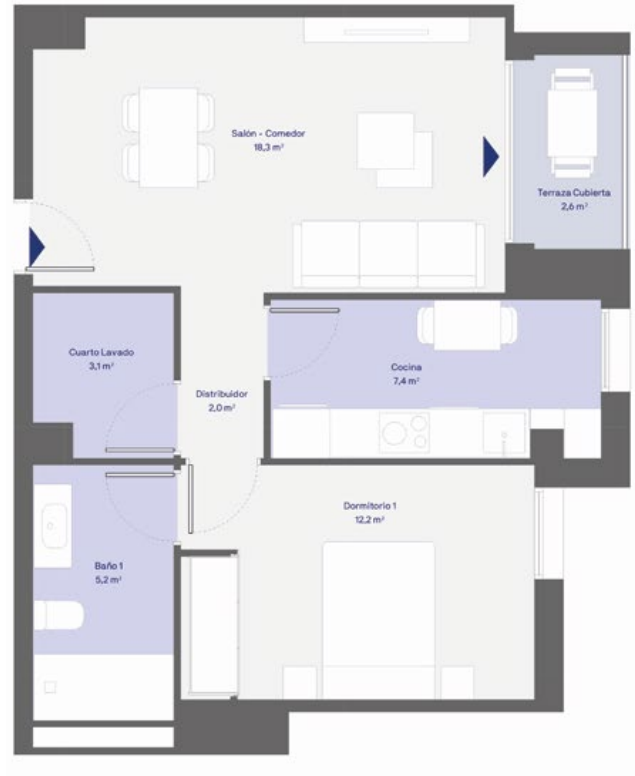 Salón - Comedor
18,3 m²
Terraza Cubierta
2,6 m²
Cuarto Lavado
3,1 m²
Distribuidor
2,0 m²
Cocina
7,4 m²
Dormitorio 1
12,2 m²
Baño 1
5,2 m²